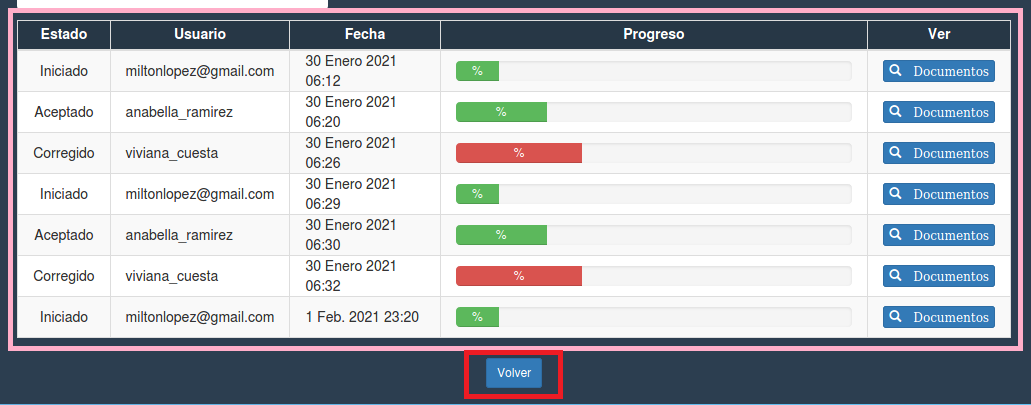 Estado Usuario Fecha Progreso Ver
Iniciado miltonlopez@gmail.com 30 Enero 2021 06:12 % Documentos
Aceptado anabella_ramirez 30 Enero 2021 06:20 % Documentos
Corregido viviana_cuesta 30 Enero 2021 06:26 % Documentos
Iniciado miltonlopez@gmail.com 30 Enero 2021 06:29 % Documentos
Aceptado anabella_ramirez 30 Enero 2021 06:30 % Documentos
Corregido viviana_cuesta 30 Enero 2021 06:32 % Documentos
Iniciado miltonlopez@gmail.com 1 Feb. 2021 23:20 % Documentos
Volver